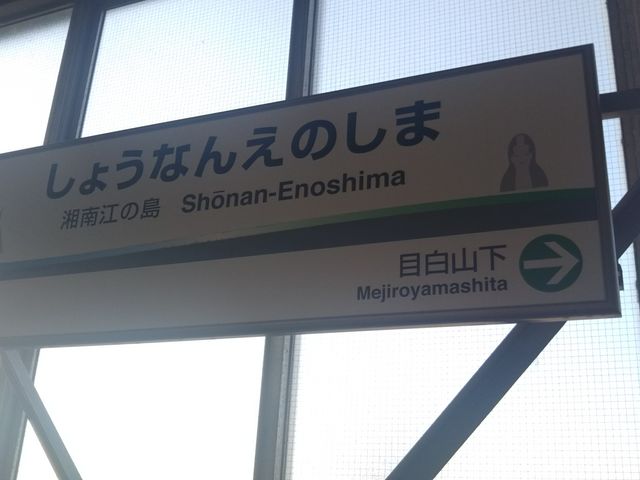 しょうなんえのしま
湘南江の島 Shōnan-Enoshima
目白山下
Mejiroyamashita